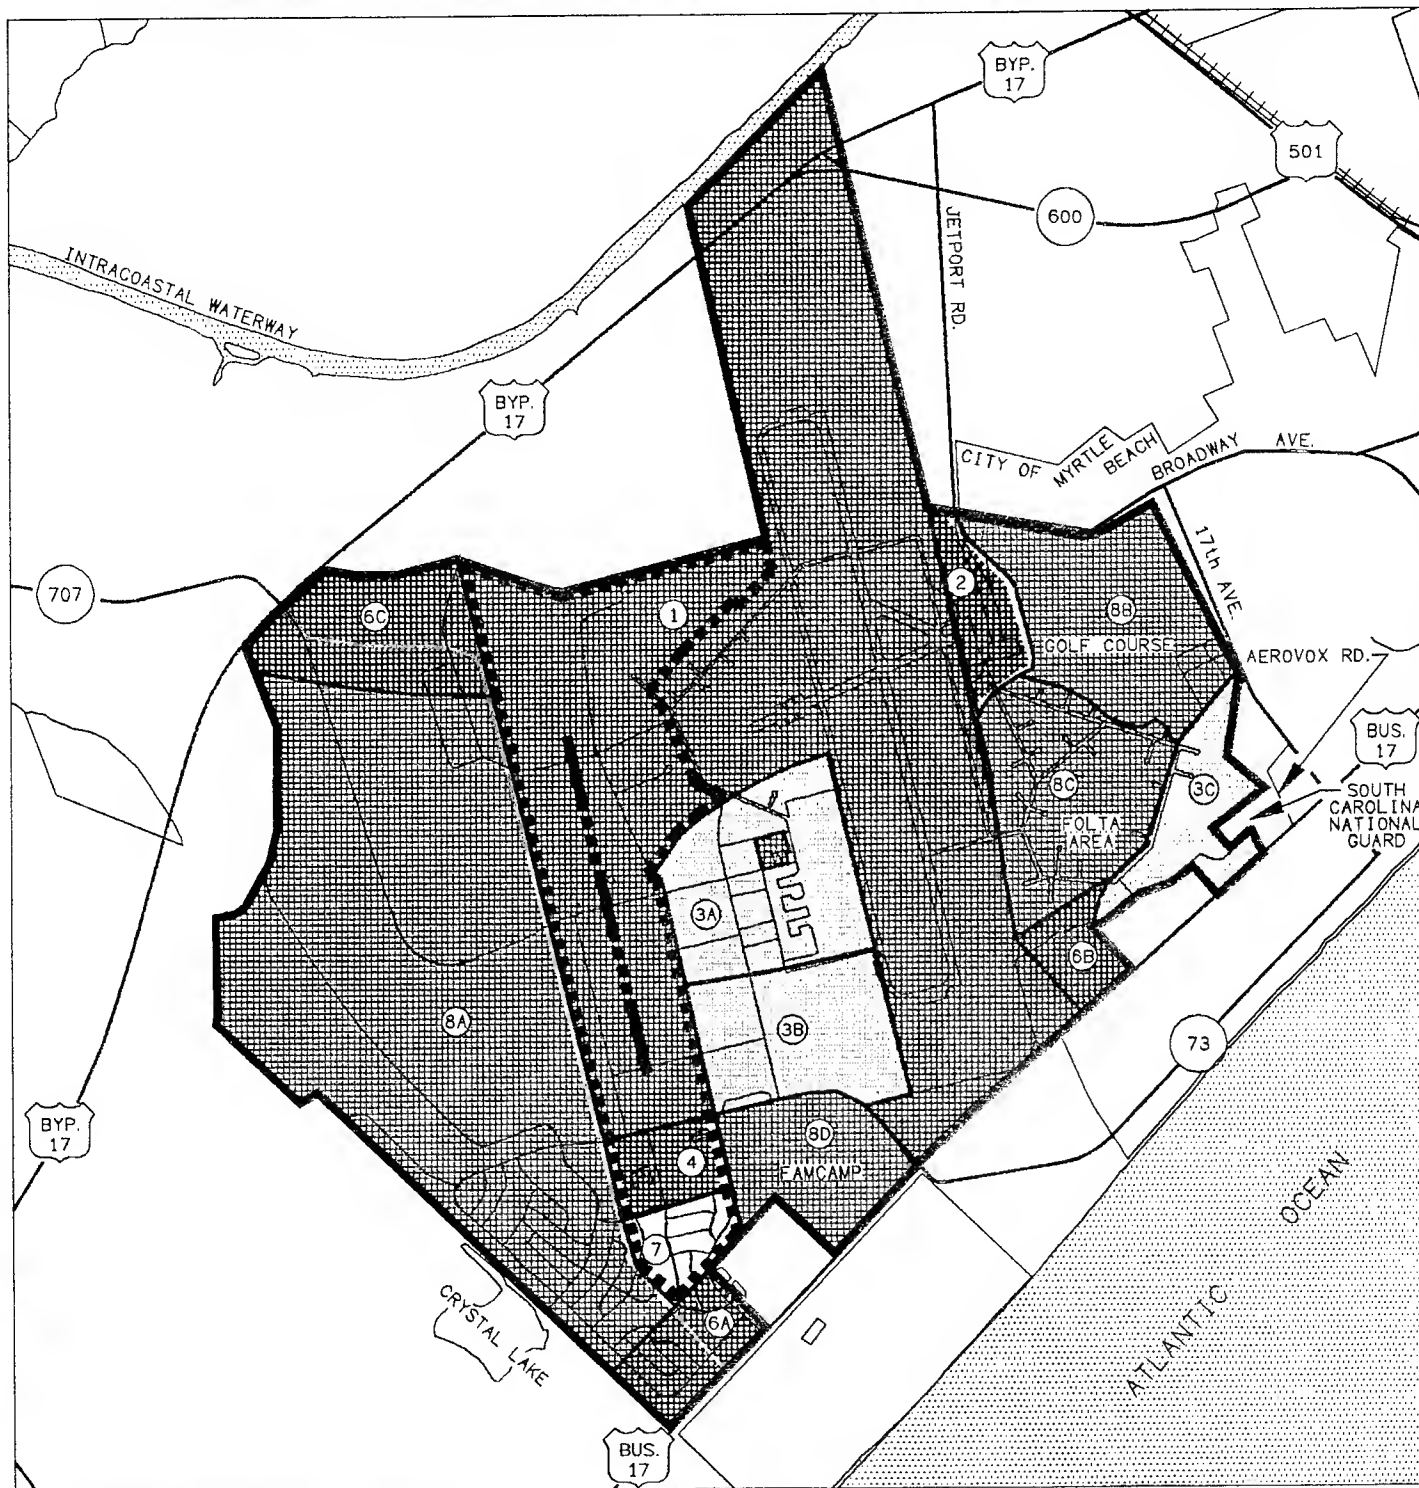 BYP.
17
501
600
JETPORT RD.
INTRACOASTAL WATERWAY
BYP.
17
CITY OF MYRTLE
BEACH
BROADWAY AVE.
17th AVE.
707
6C
1
2
8B
GOLF COURSE
AEROVOX RD.
BUS.
17
8C
3C
SOUTH
CAROLINA
NATIONAL
GUARD
FOLTA
AREA
3A
6B
8A
3B
73
BYP.
17
8D
4
FAMCAMP
7
OCEAN
ATLANTIC
CRYSTAL LAKE
6A
BUS.
17